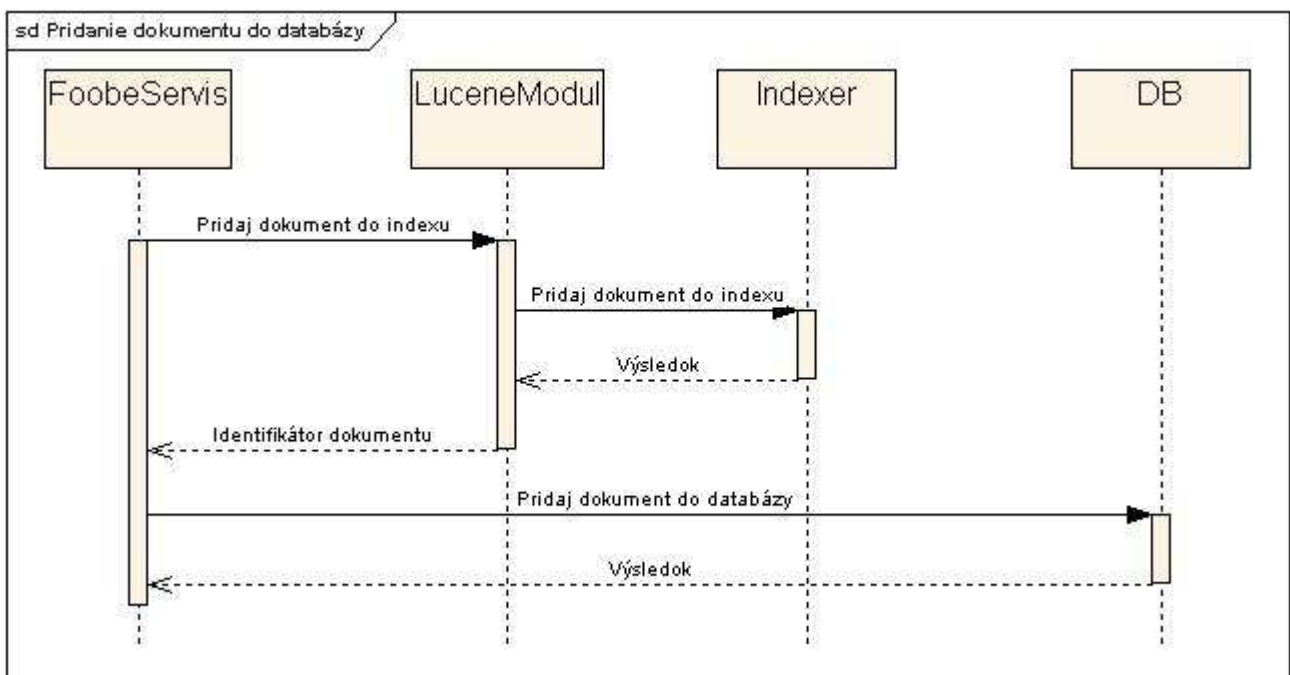 sd Pridanie dokumentu do databázy
FoobeServis
LuceneModul
Indexer
DB
Pridaj dokument do indexu
Pridaj dokument do indexu
Výsledok
Identifikátor dokumentu
Pridaj dokument do databázy
Výsledok